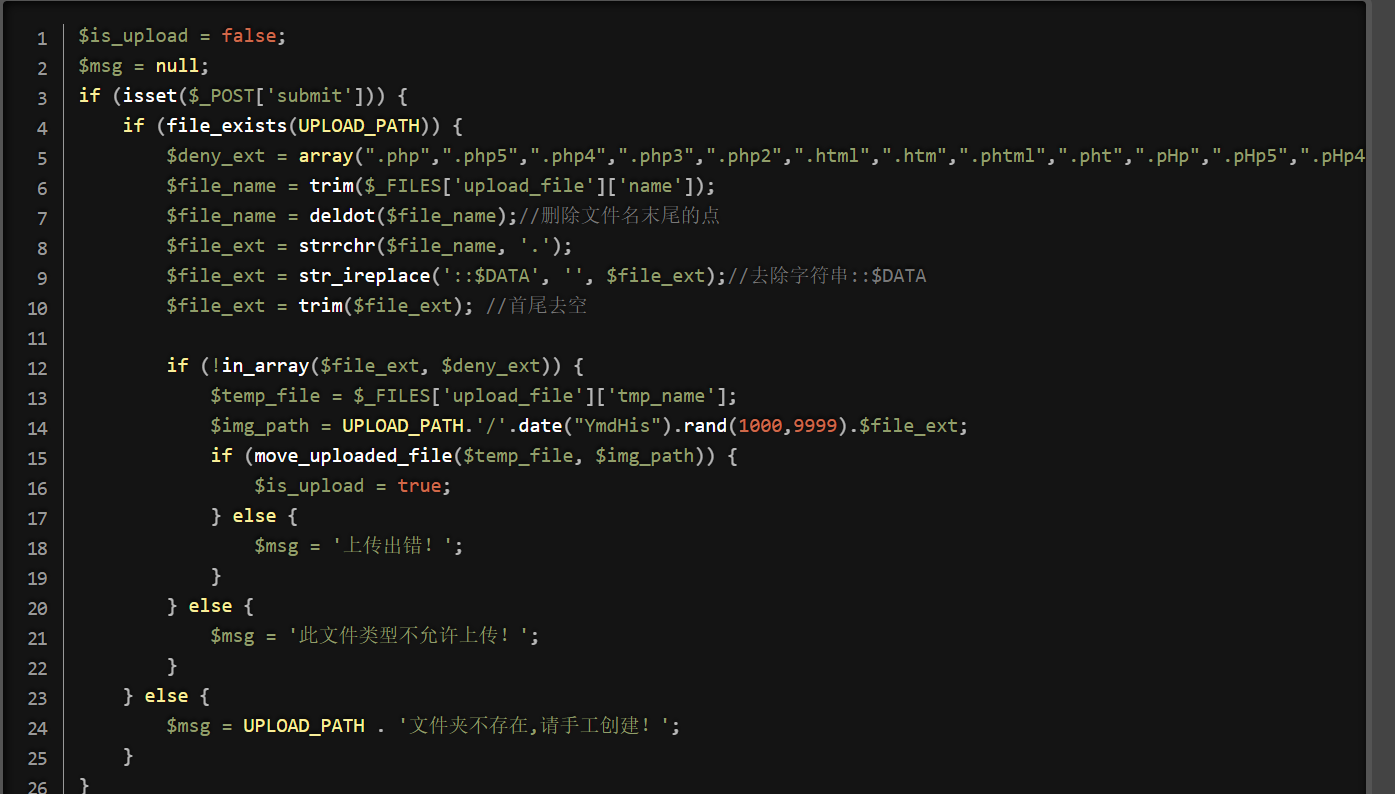 1 $is_upload = false;
2 $msg = null;
3 if (isset($_POST['submit'])) {
4     if (file_exists(UPLOAD_PATH)) {
5         $deny_ext = array(".php",".php5",".php4",".php3",".php2",".html",".htm",".phtml",".pht",".pHp",".pHp5",".pHp4
6         $file_name = trim($_FILES['upload_file']['name']);
7         $file_name = deldot($file_name);//删除文件名末尾的点
8         $file_ext = strrchr($file_name, '.');
9         $file_ext = str_ireplace('::$DATA', '', $file_ext);//去除字符串::$DATA
10         $file_ext = trim($file_ext); //首尾去空
11
12         if (!in_array($file_ext, $deny_ext)) {
13             $temp_file = $_FILES['upload_file']['tmp_name'];
14             $img_path = UPLOAD_PATH.'/'.date("YmdHis").rand(1000,9999).$file_ext;
15             if (move_uploaded_file($temp_file, $img_path)) {
16                 $is_upload = true;
17             } else {
18                 $msg = '上传出错！';
19             }
20         } else {
21             $msg = '此文件类型不允许上传！';
22         }
23     } else {
24         $msg = UPLOAD_PATH . '文件夹不存在,请手工创建！';
25     }
26 }